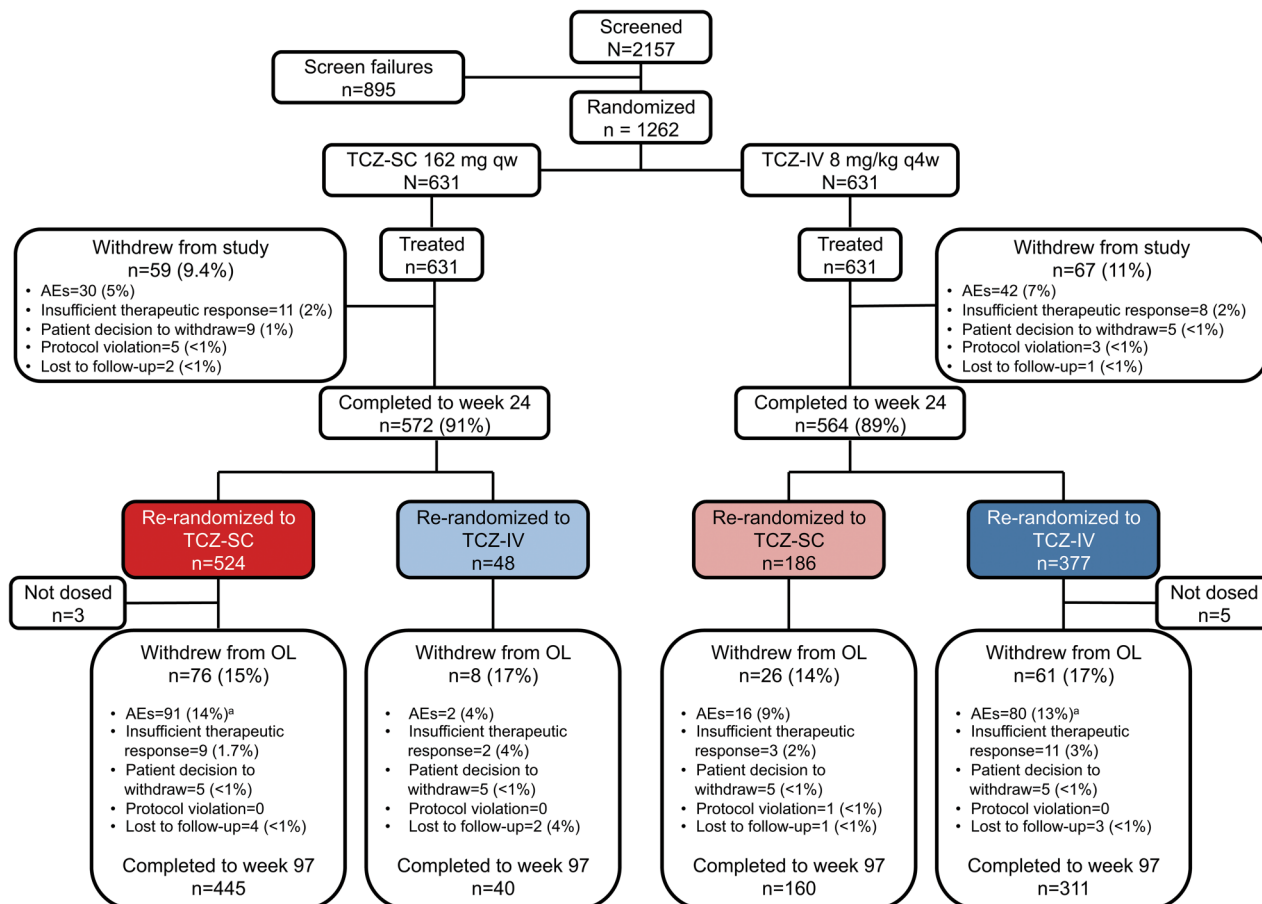 Screened
N=2157
Screen failures
n=895
Randomized
n = 1262
TCZ-SC 162 mg qw
N=631
TCZ-IV 8 mg/kg q4w
N=631
Withdrew from study
n=59 (9.4%)
• AEs=30 (5%)
• Insufficient therapeutic response=11 (2%)
• Patient decision to withdraw=9 (1%)
• Protocol violation=5 (<1%)
• Lost to follow-up=2 (<1%)
Treated
n=631
Treated
n=631
Withdrew from study
n=67 (11%)
• AEs=42 (7%)
• Insufficient therapeutic response=8 (2%)
• Patient decision to withdraw=5 (<1%)
• Protocol violation=3 (<1%)
• Lost to follow-up=1 (<1%)
Completed to week 24
n=572 (91%)
Completed to week 24
n=564 (89%)
Re-randomized to
TCZ-SC
n=524
Re-randomized to
TCZ-IV
n=48
Re-randomized to
TCZ-SC
n=186
Re-randomized to
TCZ-IV
n=377
Not dosed
n=3
Not dosed
n=5
Withdrew from OL
n=76 (15%)
• AEs=91 (14%)ᵃ
• Insufficient therapeutic
response=9 (1.7%)
• Patient decision to
withdraw=5 (<1%)
• Protocol violation=0
• Lost to follow-up=4 (<1%)
Completed to week 97
n=445
Withdrew from OL
n=8 (17%)
• AEs=2 (4%)
• Insufficient therapeutic
response=2 (4%)
• Patient decision to
withdraw=5 (<1%)
• Protocol violation=0
• Lost to follow-up=2 (4%)
Completed to week 97
n=40
Withdrew from OL
n=26 (14%)
• AEs=16 (9%)
• Insufficient therapeutic
response=3 (2%)
• Patient decision to
withdraw=5 (<1%)
• Protocol violation=1 (<1%)
• Lost to follow-up=1 (<1%)
Completed to week 97
n=160
Withdrew from OL
n=61 (17%)
• AEs=80 (13%)ᵃ
• Insufficient therapeutic
response=11 (3%)
• Patient decision to
withdraw=5 (<1%)
• Protocol violation=0
• Lost to follow-up=3 (<1%)
Completed to week 97
n=311